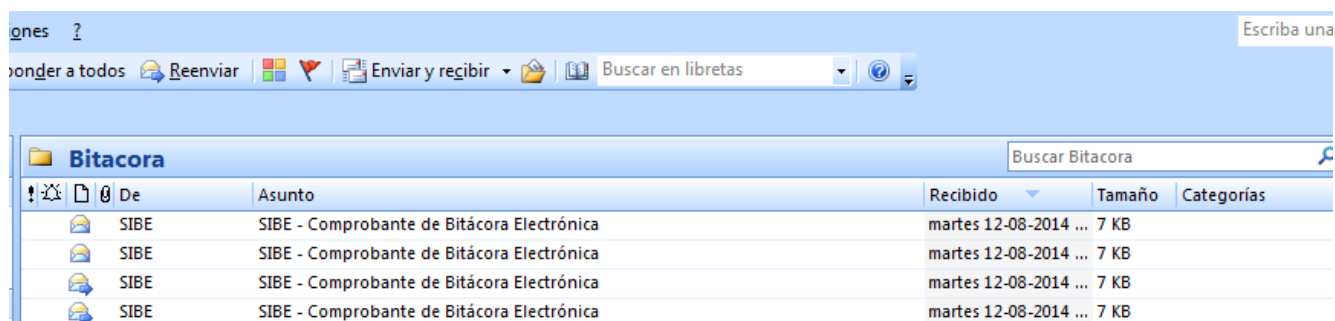 iones ?
Escriba una
ponder a todos Reenviar Enviar y recibir Buscar en libretas
Bitacora
Buscar Bitacora
! De Asunto Recibido Tamaño Categorías
SIBE SIBE - Comprobante de Bitácora Electrónica martes 12-08-2014 ... 7 KB
SIBE SIBE - Comprobante de Bitácora Electrónica martes 12-08-2014 ... 7 KB
SIBE SIBE - Comprobante de Bitácora Electrónica martes 12-08-2014 ... 7 KB
SIBE SIBE - Comprobante de Bitácora Electrónica martes 12-08-2014 ... 7 KB